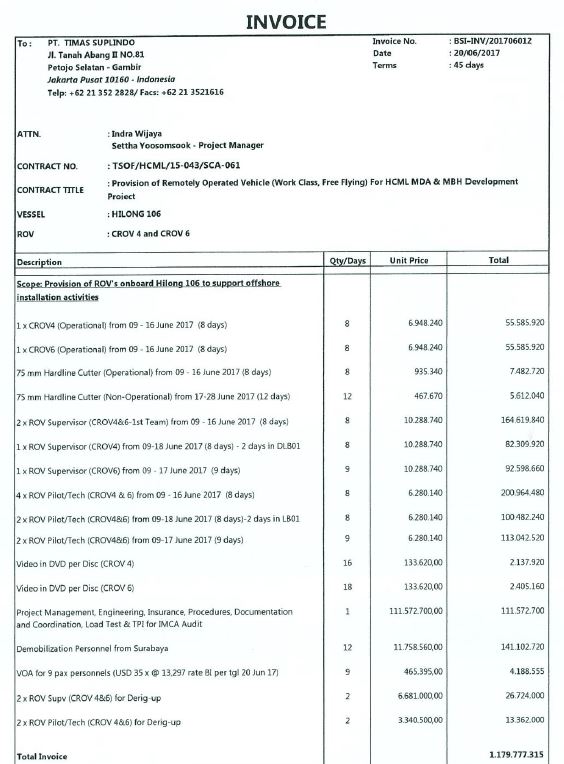 INVOICE
To : PT. TIMAS SUPLINDO
Jl. Tanah Abang II NO.81
Petojo Selatan - Gambir
Jakarta Pusat 10160 - Indonesia
Telp: +62 21 352 2828/ Facs: +62 21 3521616
Invoice No. : BSI-INV/201706012
Date : 20/06/2017
Terms : 45 days
ATTN. : Indra Wijaya
Settha Yoosomsook - Project Manager
CONTRACT NO. : TSOF/HCML/15-043/SCA-061
CONTRACT TITLE : Provision of Remotely Operated Vehicle (Work Class, Free Flying) For HCML MDA & MBH Development
Project
VESSEL : HILONG 106
ROV : CROV 4 and CROV 6
Description Qty/Days Unit Price Total
Scope: Provision of ROV's onboard Hilong 106 to support offshore
installation activities
1 x CROV4 (Operational) from 09 - 16 June 2017 (8 days) 8 6.948.240 55.585.920
1 x CROV6 (Operational) from 09 - 16 June 2017 (8 days) 8 6.948.240 55.585.920
75 mm Hardline Cutter (Operational) from 09 - 16 June 2017 (8 days) 8 935.340 7.482.720
75 mm Hardline Cutter (Non-Operational) from 17-28 June 2017 (12 days) 12 467.670 5.612.040
2 x ROV Supervisor (CROV4&6-1st Team) from 09 - 16 June 2017 (8 days) 8 10.288.740 164.619.840
1 x ROV Supervisor (CROV4) from 09-18 June 2017 (8 days) - 2 days in DLB01 8 10.288.740 82.309.920
1 x ROV Supervisor (CROV6) from 09 - 17 June 2017 (9 days) 9 10.288.740 92.598.660
4 x ROV Pilot/Tech (CROV4 & 6) from 09 - 16 June 2017 (8 days) 8 6.280.140 200.964.480
2 x ROV Pilot/Tech (CROV4&6) from 09-18 June 2017 (8 days)-2 days in LB01 8 6.280.140 100.482.240
2 x ROV Pilot/Tech (CROV4&6) from 09-17 June 2017 (9 days) 9 6.280.140 113.042.520
Video in DVD per Disc (CROV 4) 16 133.620,00 2.137.920
Video in DVD per Disc (CROV 6) 18 133.620,00 2.405.160
Project Management, Engineering, Insurance, Procedures, Documentation 1 111.572.700,00 111.572.700
and Coordination, Load Test & TPI for IMCA Audit
Demobilization Personnel from Surabaya 12 11.758.560,00 141.102.720
VOA for 9 pax personnels (USD 35 x @ 13,297 rate BI per tgl 20 Jun 17) 9 465.395,00 4.188.555
2 x ROV Supv (CROV 4&6) for Derig-up 2 6.681.000,00 26.724.000
2 x ROV Pilot/Tech (CROV 4&6) for Derig-up 2 3.340.500,00 13.362.000
Total Invoice 1.179.777.315